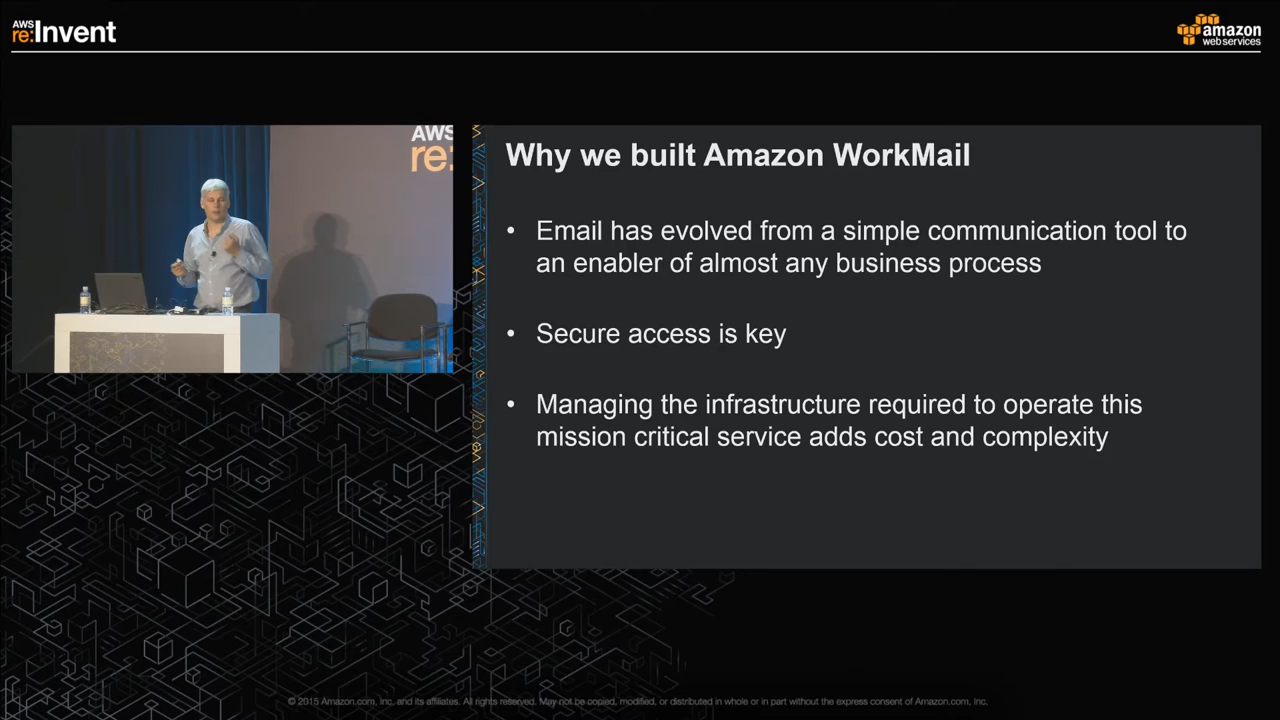 AWS
re:Invent
amazon
web services
AWS
re:
Why we built Amazon WorkMail
• Email has evolved from a simple communication tool to
an enabler of almost any business process
• Secure access is key
• Managing the infrastructure required to operate this
mission critical service adds cost and complexity
© 2015 Amazon.com, Inc. and its affiliates. All rights reserved. May not be copied, modified, or distributed in whole or in part without the express consent of Amazon.com, Inc.